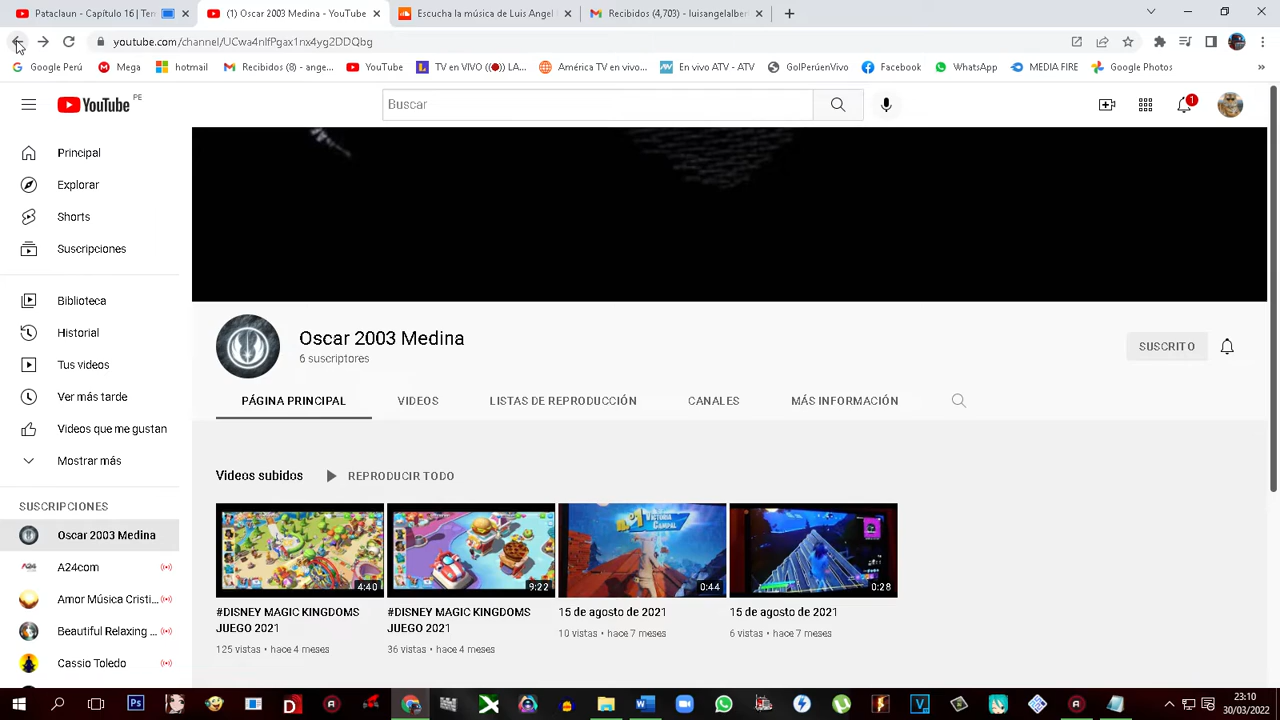 Pataclun - Capítulo 16 | Tem
(1) Oscar 2003 Medina - YouTube
Escucha la música de Luis Angel
Recibidos (4,703) - luisangelalber
youtube.com/channel/UCwa4nIfPgax1nx4yg2DDQbg
Google Perú
Mega
hotmail
Recibidos (8) - ange...
YouTube
TV en VIVO ((🔴)) LA...
América TV en vivo...
En vivo ATV - ATV
GolPerúenVivo
Facebook
WhatsApp
MEDIA FIRE
Google Photos
»
YouTube PE
Buscar
1
Principal
Explorar
Shorts
Suscripciones
Biblioteca
Historial
Tus videos
Ver más tarde
Videos que me gustan
Mostrar más
SUSCRIPCIONES
Oscar 2003 Medina
A24com
Amor Música Cristi...
Beautiful Relaxing ...
Cassio Toledo
Oscar 2003 Medina
6 suscriptores
SUSCRITO
PÁGINA PRINCIPAL
VIDEOS
LISTAS DE REPRODUCCIÓN
CANALES
MÁS INFORMACIÓN
Videos subidos
REPRODUCIR TODO
4:40
9:22
0:44
0:28
#DISNEY MAGIC KINGDOMS
JUEGO 2021
125 vistas • hace 4 meses
#DISNEY MAGIC KINGDOMS
JUEGO 2021
36 vistas • hace 4 meses
15 de agosto de 2021
10 vistas • hace 7 meses
15 de agosto de 2021
6 vistas • hace 7 meses
23:10
30/03/2022